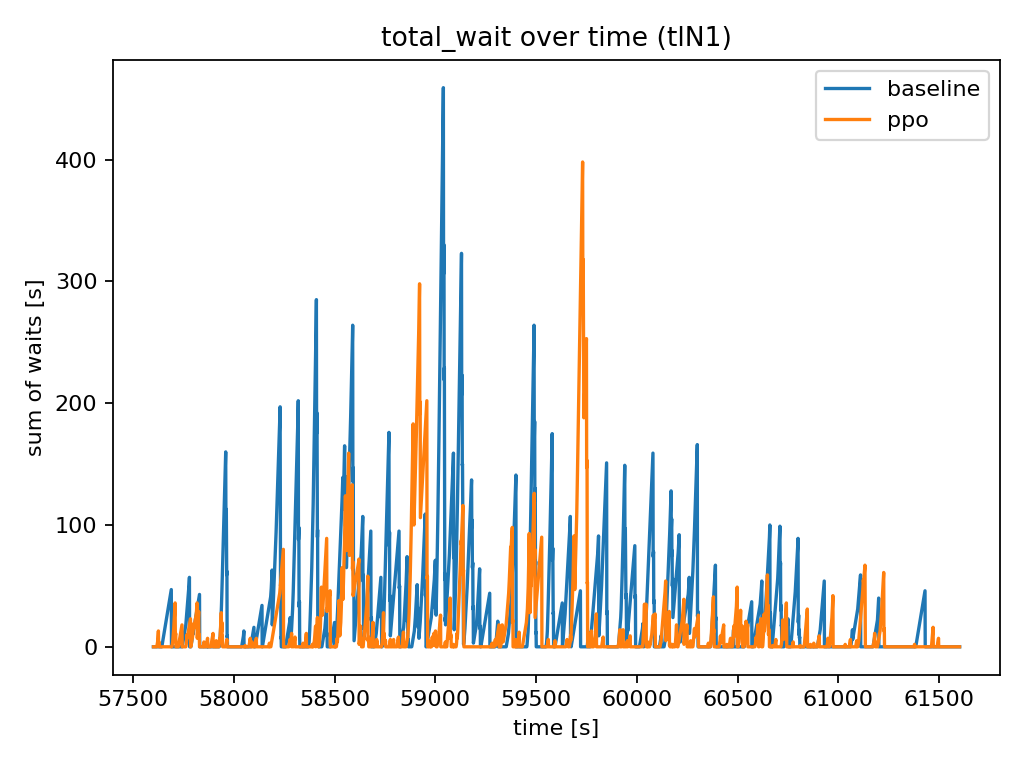 total_wait over time (tlN1)
baseline
ppo
sum of waits [s]
400
300
200
100
0
57500 58000 58500 59000 59500 60000 60500 61000 61500
time [s]